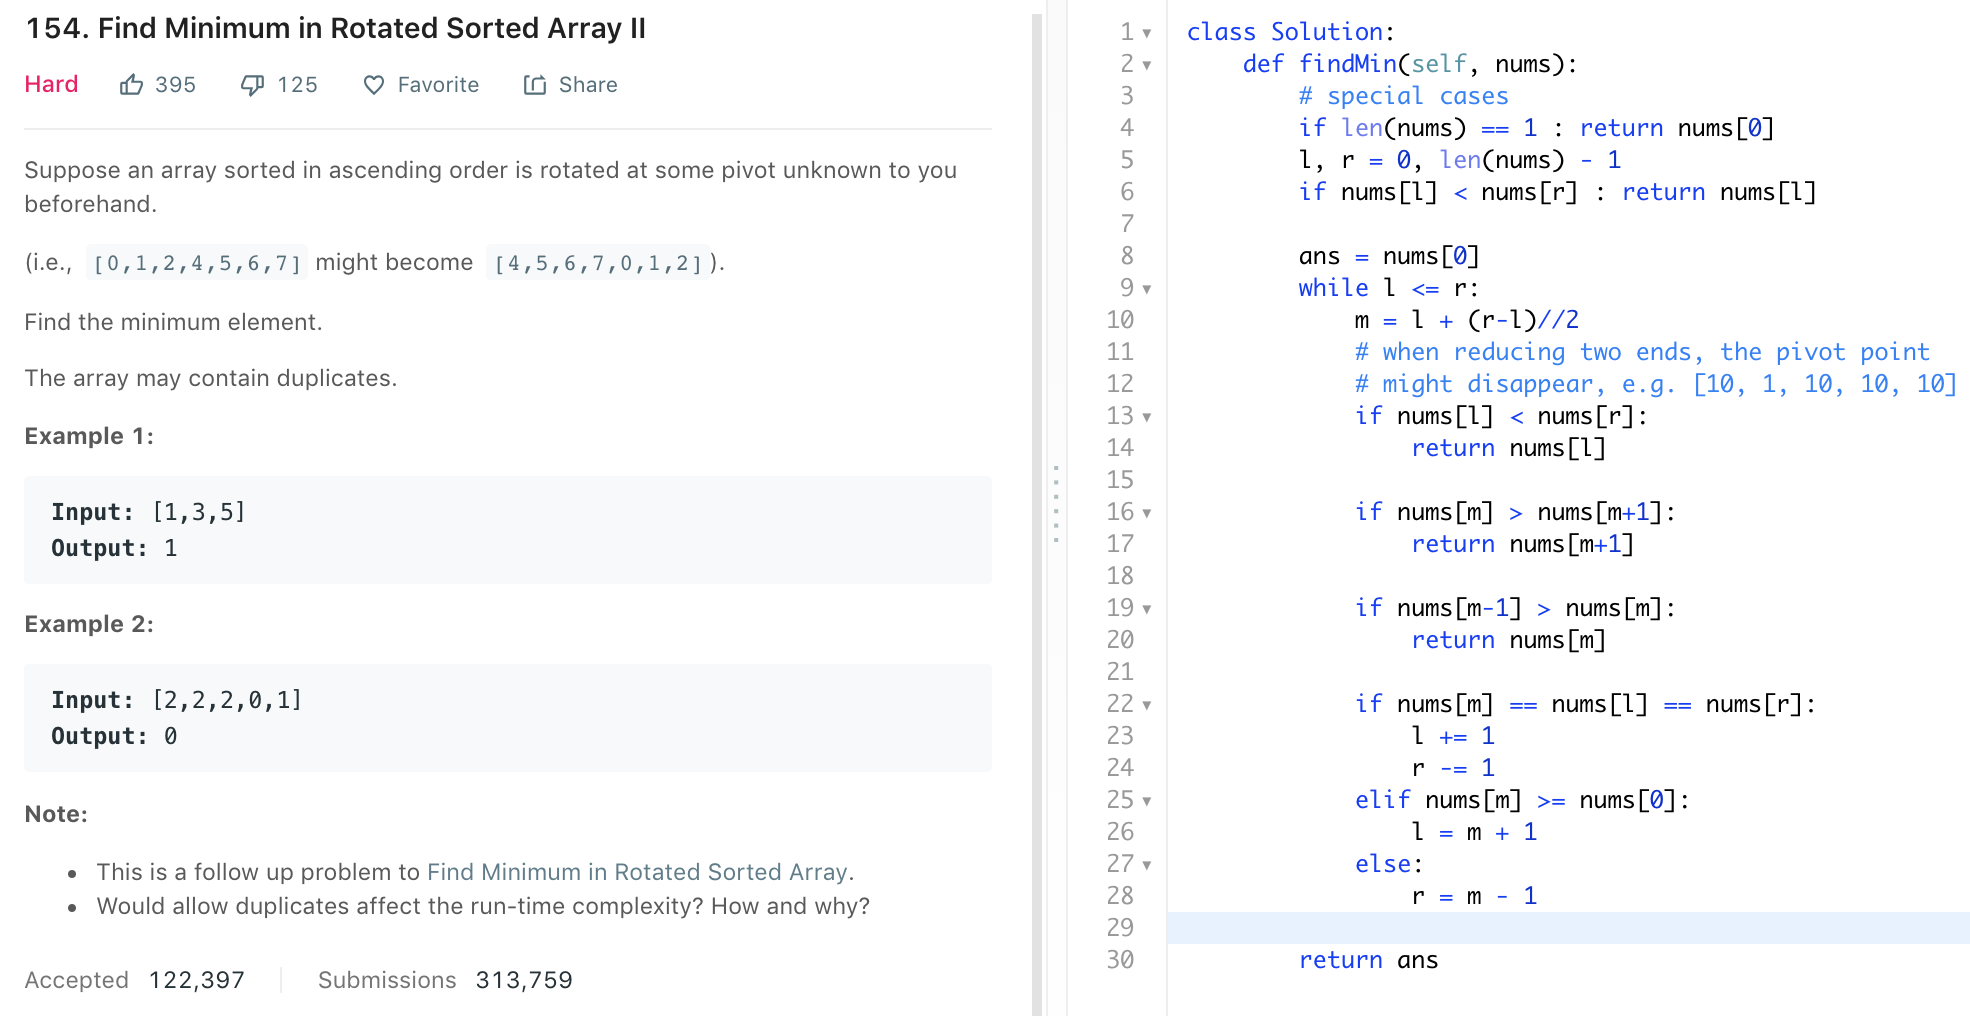 154. Find Minimum in Rotated Sorted Array II
Hard 395 125 Favorite Share
Suppose an array sorted in ascending order is rotated at some pivot unknown to you
beforehand.
(i.e., [0,1,2,4,5,6,7] might become [4,5,6,7,0,1,2]).
Find the minimum element.
The array may contain duplicates.
Example 1:
Input: [1,3,5]
Output: 1
Example 2:
Input: [2,2,2,0,1]
Output: 0
Note:
• This is a follow up problem to Find Minimum in Rotated Sorted Array.
• Would allow duplicates affect the run-time complexity? How and why?
Accepted 122,397 Submissions 313,759
1 class Solution:
2     def findMin(self, nums):
3         # special cases
4         if len(nums) == 1 : return nums[0]
5         l, r = 0, len(nums) - 1
6         if nums[l] < nums[r] : return nums[l]
7
8         ans = nums[0]
9         while l <= r:
10             m = l + (r-l)//2
11             # when reducing two ends, the pivot point
12             # might disappear, e.g. [10, 1, 10, 10, 10]
13             if nums[l] < nums[r]:
14                 return nums[l]
15
16             if nums[m] > nums[m+1]:
17                 return nums[m+1]
18
19             if nums[m-1] > nums[m]:
20                 return nums[m]
21
22             if nums[m] == nums[l] == nums[r]:
23                 l += 1
24                 r -= 1
25             elif nums[m] >= nums[0]:
26                 l = m + 1
27             else:
28                 r = m - 1
29
30         return ans